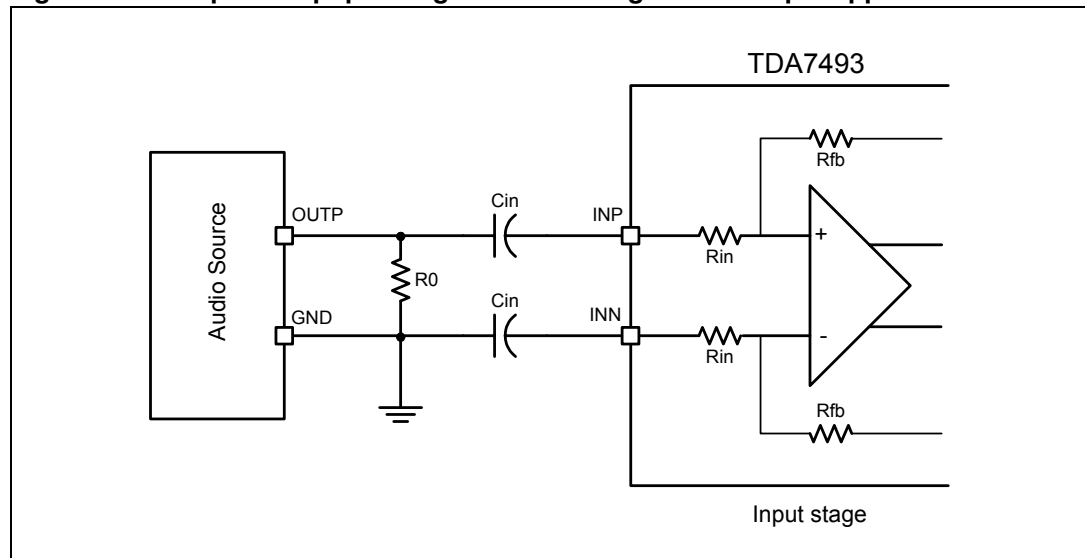 TDA7493
Rfb
Cin
OUTP
INP
+
Rin
Audio Source
R0
Cin
GND
INN
-
Rin
Rfb
Input stage